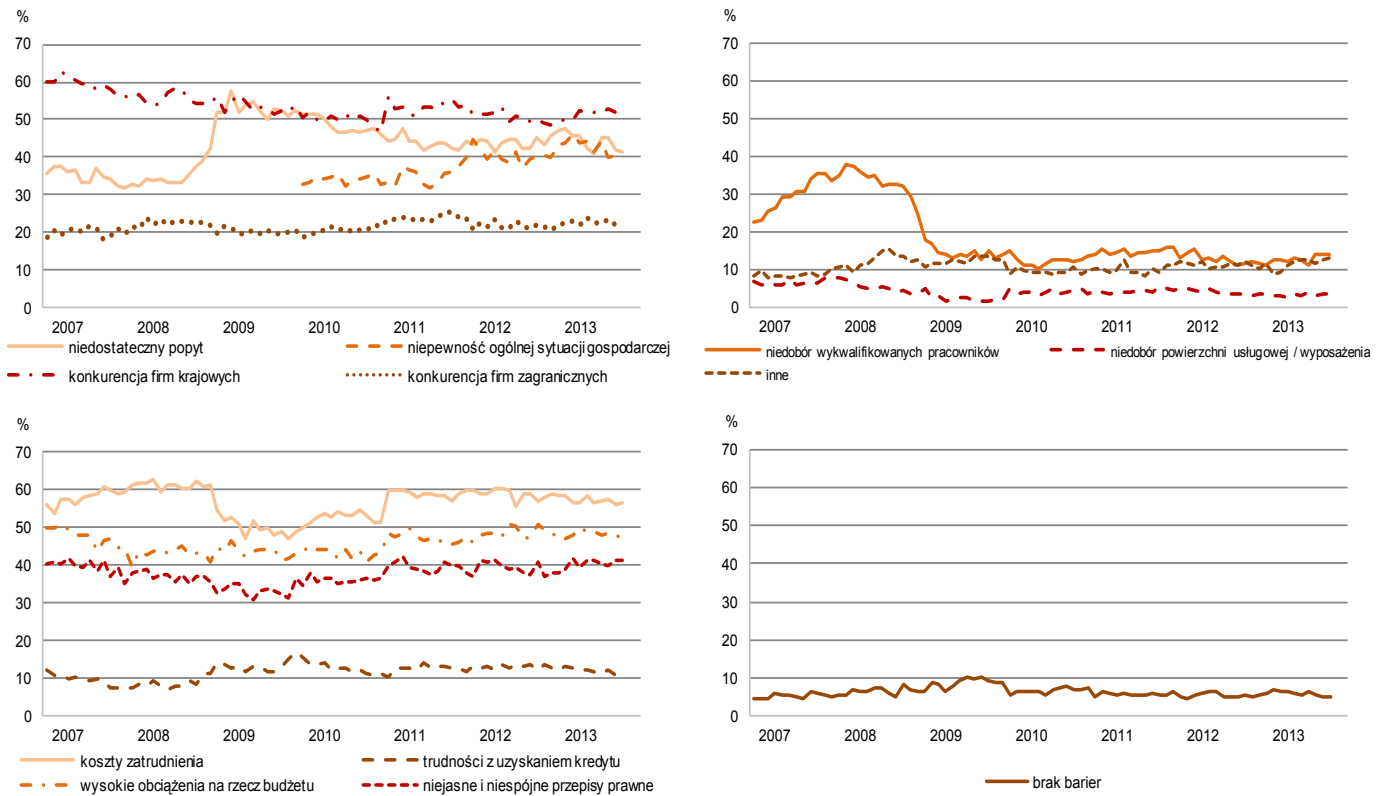 %
70
60
50
40
30
20
10
0
2007 2008 2009 2010 2011 2012 2013
niedostateczny popyt
niepewność ogólnej sytuacji gospodarczej
konkurencja firm krajowych
konkurencja firm zagranicznych
%
70
60
50
40
30
20
10
0
2007 2008 2009 2010 2011 2012 2013
niedobór wykwalifikowanych pracowników
niedobór powierzchni usługowej / wyposażenia
inne
%
70
60
50
40
30
20
10
0
2007 2008 2009 2010 2011 2012 2013
koszty zatrudnienia
trudności z uzyskaniem kredytu
wysokie obciążenia na rzecz budżetu
niejasne i niespójne przepisy prawne
%
70
60
50
40
30
20
10
0
2007 2008 2009 2010 2011 2012 2013
brak barier